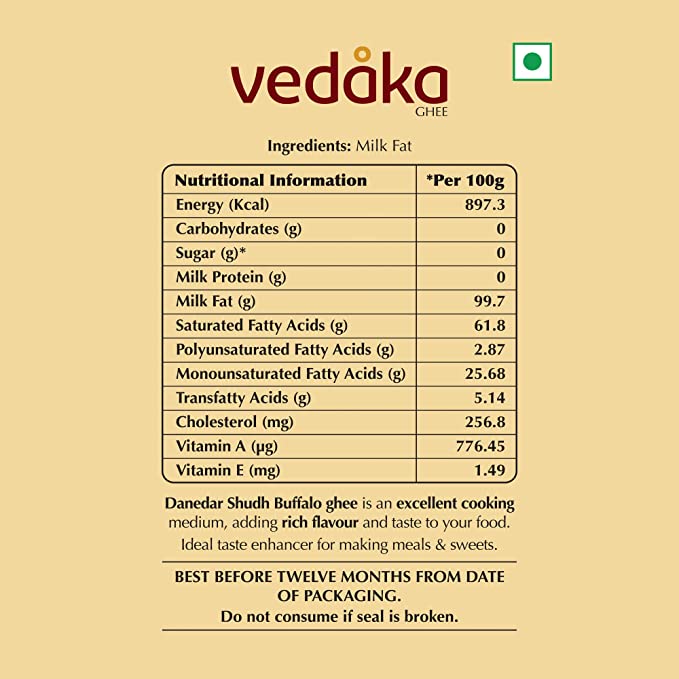 vedaka
GHEE
Ingredients: Milk Fat
Nutritional Information *Per 100g
Energy (Kcal) 897.3
Carbohydrates (g) 0
Sugar (g)* 0
Milk Protein (g) 0
Milk Fat (g) 99.7
Saturated Fatty Acids (g) 61.8
Polyunsaturated Fatty Acids (g) 2.87
Monounsaturated Fatty Acids (g) 25.68
Transfatty Acids (g) 5.14
Cholesterol (mg) 256.8
Vitamin A (µg) 776.45
Vitamin E (mg) 1.49
Danedar Shudh Buffalo ghee is an excellent cooking
medium, adding rich flavour and taste to your food.
Ideal taste enhancer for making meals & sweets.
BEST BEFORE TWELVE MONTHS FROM DATE
OF PACKAGING.
Do not consume if seal is broken.